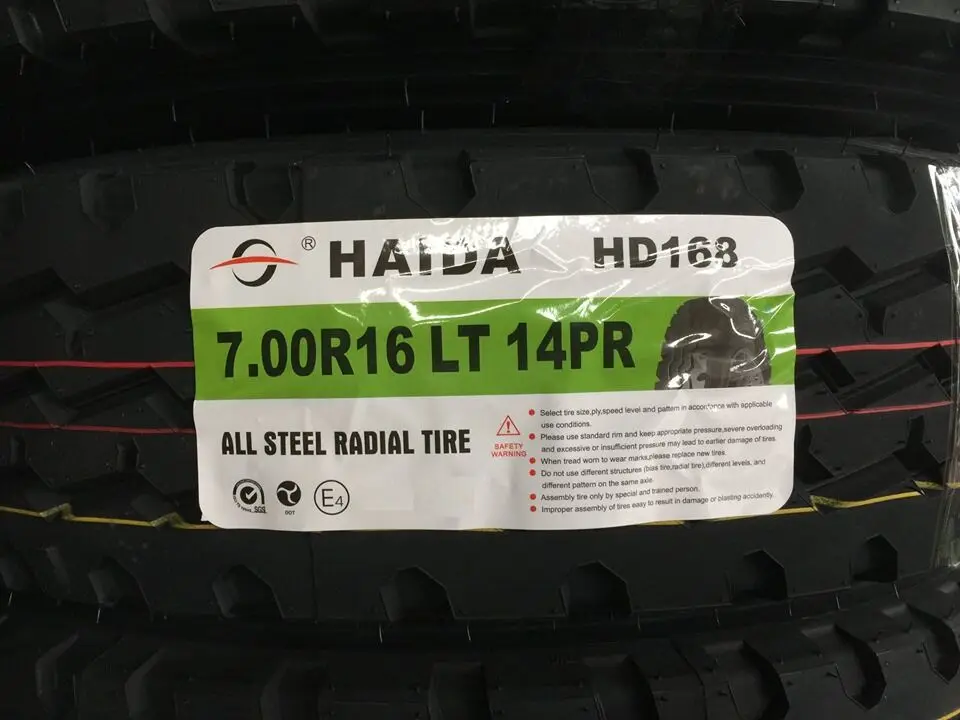 ® HAIDA HD168
7.00R16 LT 14PR
ALL STEEL RADIAL TIRE
SAFETY
WARNING
Select tire size,ply,speed level and pattern in accordance with applicable
use conditions.
Please use standard rim and keep appropriate pressure,severe overloading
and excessive or insufficient pressure may lead to earlier damage of tires.
When tread worn to wear marks,please replace new tires.
Do not use different structures (bias tire,radial tire),different levels, and
different pattern on the same axle.
Assembly tire only by special and trained person.
Improper assembly of tires easy to result in damage or blasting accidently.
SGS
DOT
E4